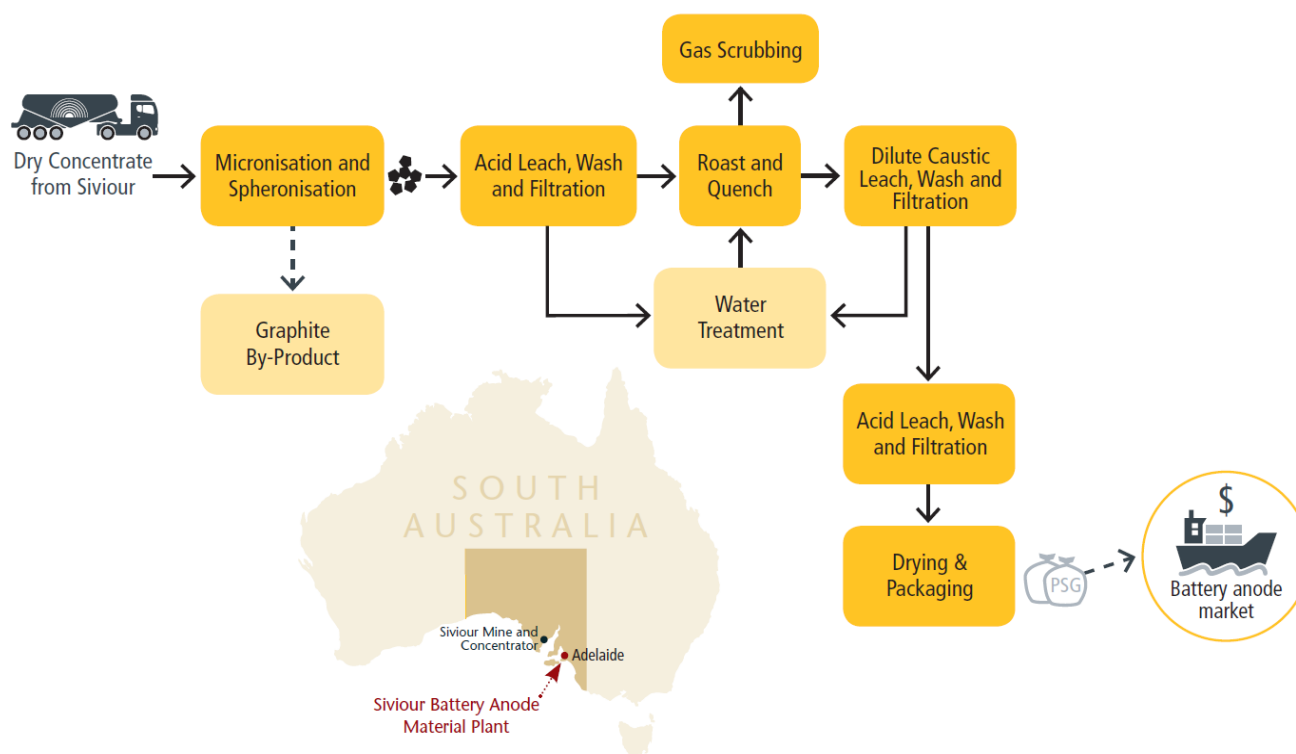 Gas Scrubbing
Dry Concentrate
from Siviour
Micronisation and
Spheronisation
Acid Leach, Wash
and Filtration
Roast and
Quench
Dilute Caustic
Leach, Wash and
Filtration
Graphite
By-Product
Water
Treatment
Acid Leach, Wash
and Filtration
Drying &
Packaging
PSG
$
Battery anode
market
SOUTH
AUSTRALIA
Siviour Mine and
Concentrator
Adelaide
Siviour Battery Anode
Material Plant